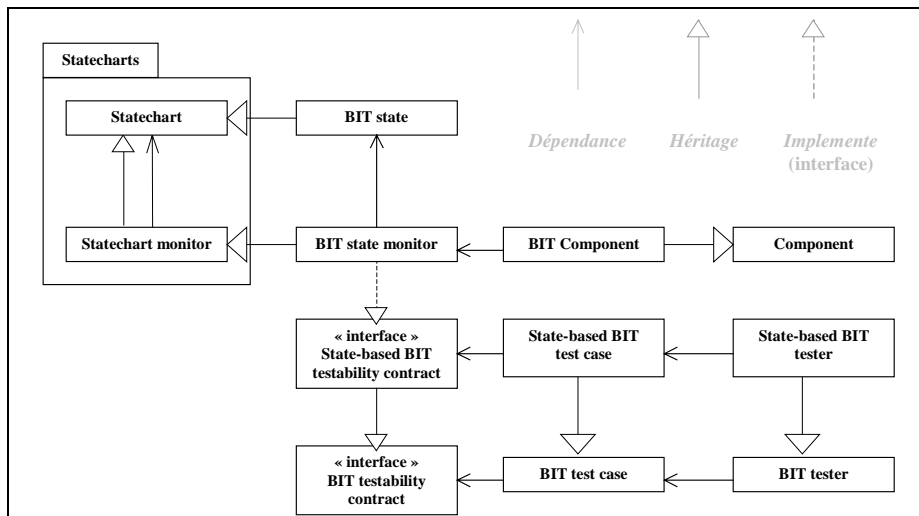 Statecharts
Statechart
BIT state
Dépendance
Héritage
Implemente
(interface)
Statechart monitor
BIT state monitor
BIT Component
Component
« interface »
State-based BIT
testability contract
State-based BIT
test case
State-based BIT
tester
« interface »
BIT testability
contract
BIT test case
BIT tester